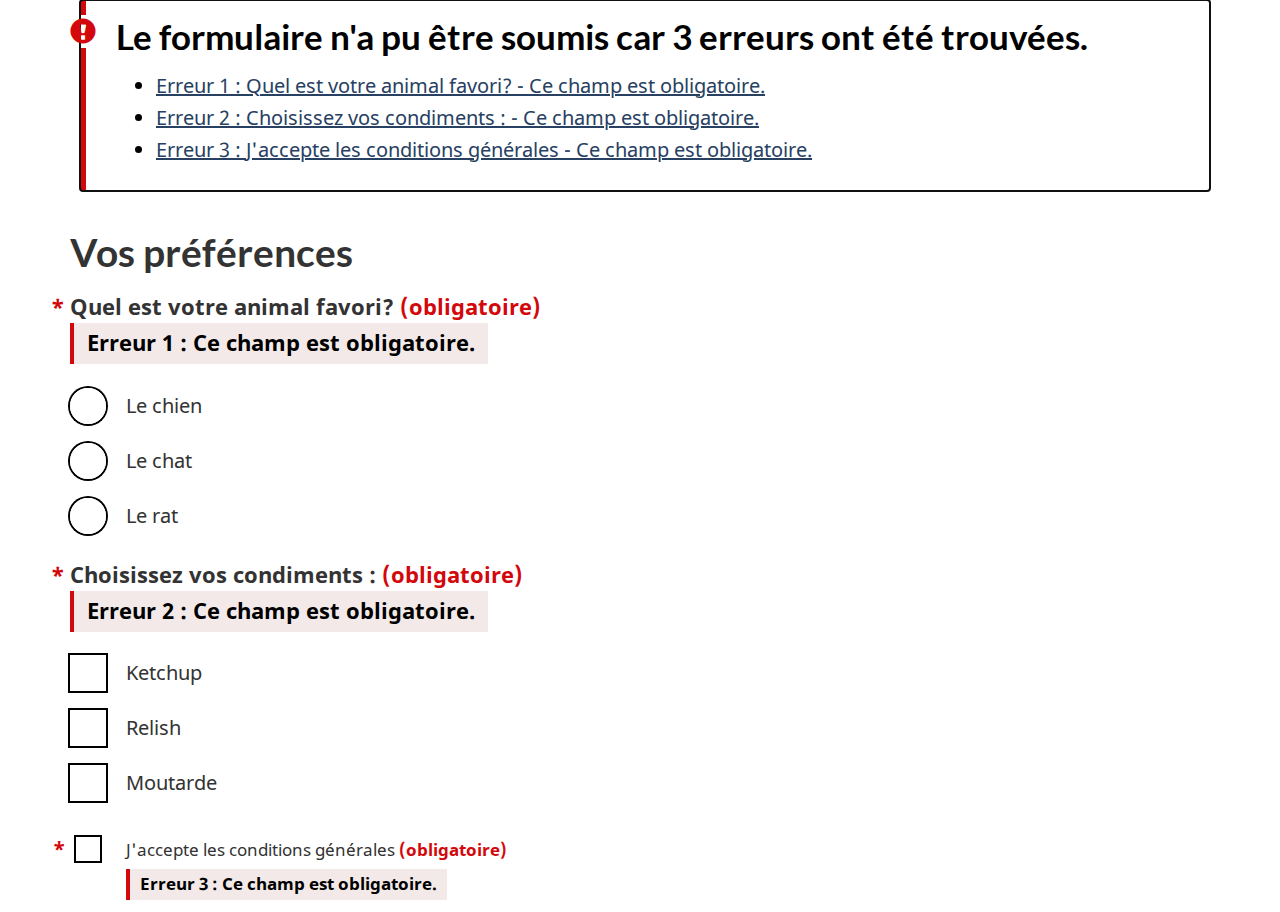 Le formulaire n'a pu être soumis car 3 erreurs ont été trouvées.
Erreur 1 : Quel est votre animal favori? - Ce champ est obligatoire.
Erreur 2 : Choisissez vos condiments : - Ce champ est obligatoire.
Erreur 3 : J'accepte les conditions générales - Ce champ est obligatoire.
Vos préférences
* Quel est votre animal favori? (obligatoire)
Erreur 1 : Ce champ est obligatoire.
Le chien
Le chat
Le rat
* Choisissez vos condiments : (obligatoire)
Erreur 2 : Ce champ est obligatoire.
Ketchup
Relish
Moutarde
* J'accepte les conditions générales (obligatoire)
Erreur 3 : Ce champ est obligatoire.